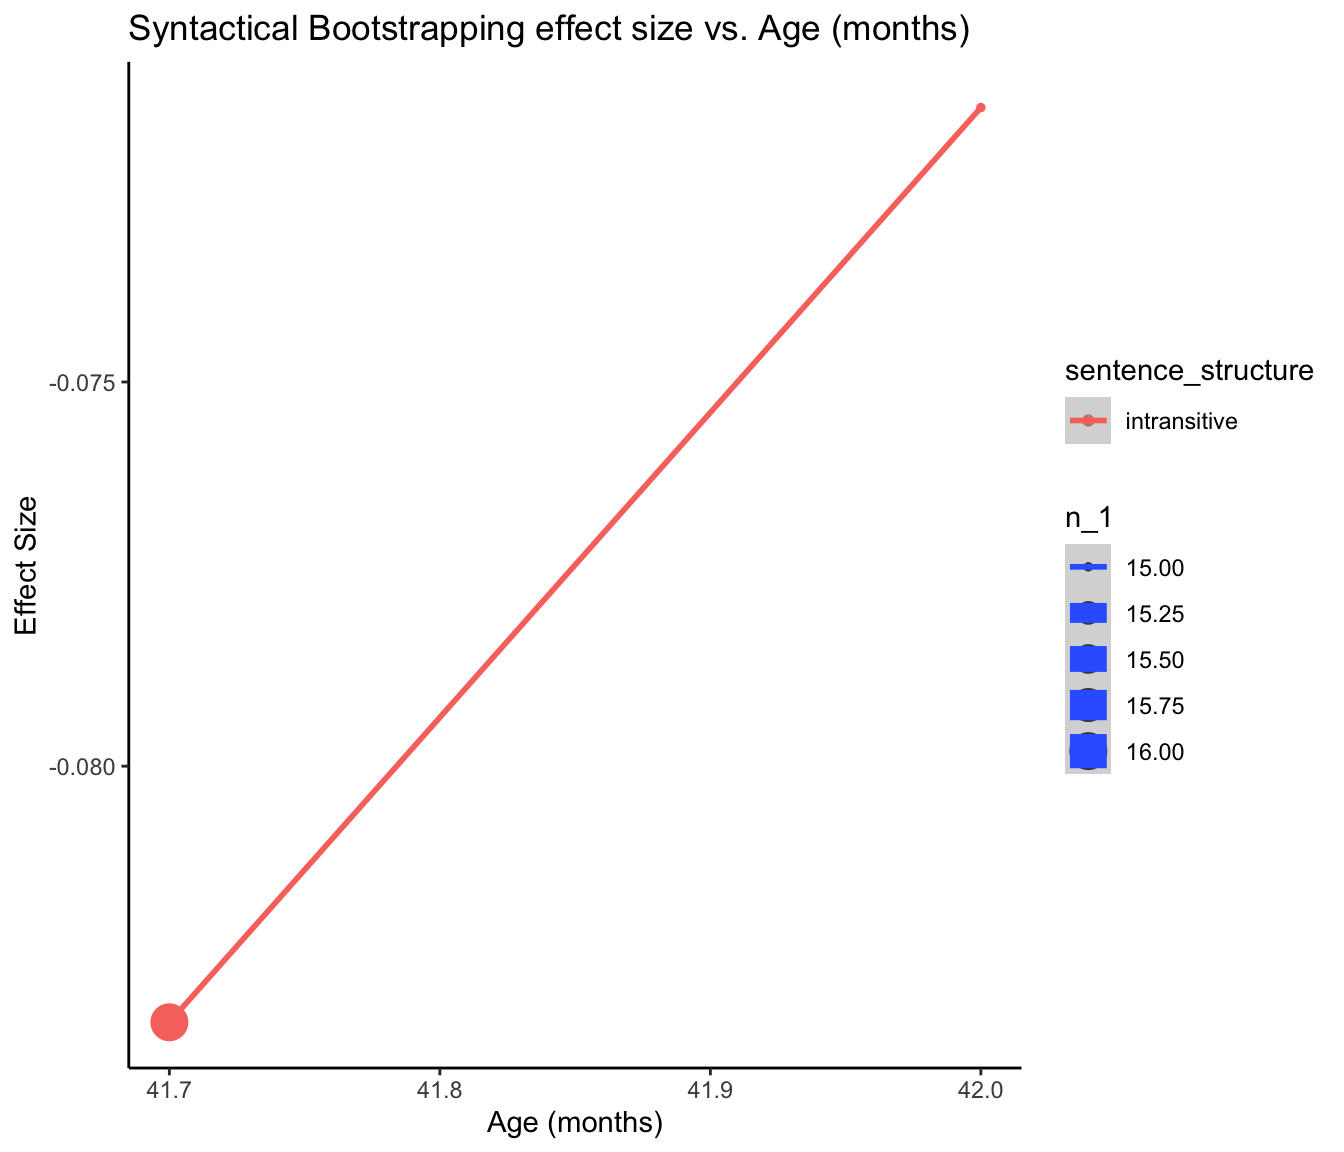 Syntactical Bootstrapping effect size vs. Age (months)
-0.075
-0.080
Effect Size
41.7
41.8
41.9
42.0
Age (months)
sentence_structure
intransitive
n_1
15.00
15.25
15.50
15.75
16.00